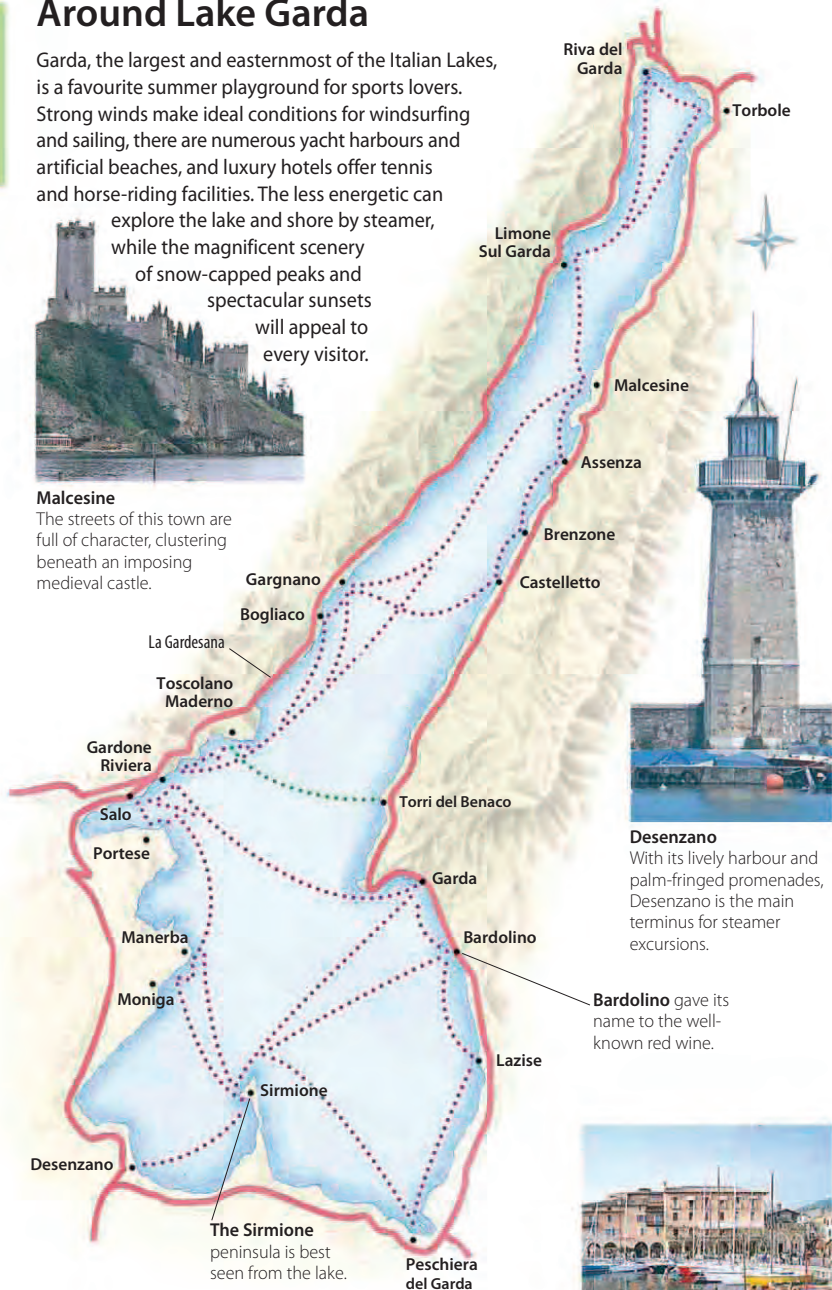 Around Lake Garda
Garda, the largest and easternmost of the Italian Lakes,
is a favourite summer playground for sports lovers.
Strong winds make ideal conditions for windsurfing
and sailing, there are numerous yacht harbours and
artificial beaches, and luxury hotels offer tennis
and horse-riding facilities. The less energetic can
explore the lake and shore by steamer,
while the magnificent scenery
of snow-capped peaks and
spectacular sunsets
will appeal to
every visitor.
Riva del
Garda
Torbole
Limone
Sul Garda
Malcesine
Assenza
Malcesine
The streets of this town are
full of character, clustering
beneath an imposing
medieval castle.
Brenzone
Gargnano
Castelletto
Bogliaco
La Gardesana
Toscolano
Maderno
Gardone
Riviera
Salo
Torri del Benaco
Portese
Desenzano
With its lively harbour and
palm-fringed promenades,
Desenzano is the main
terminus for steamer
excursions.
Garda
Manerba
Bardolino
Moniga
Bardolino gave its
name to the well-
known red wine.
Lazise
Sirmione
Desenzano
The Sirmione
peninsula is best
seen from the lake.
Peschiera
del Garda